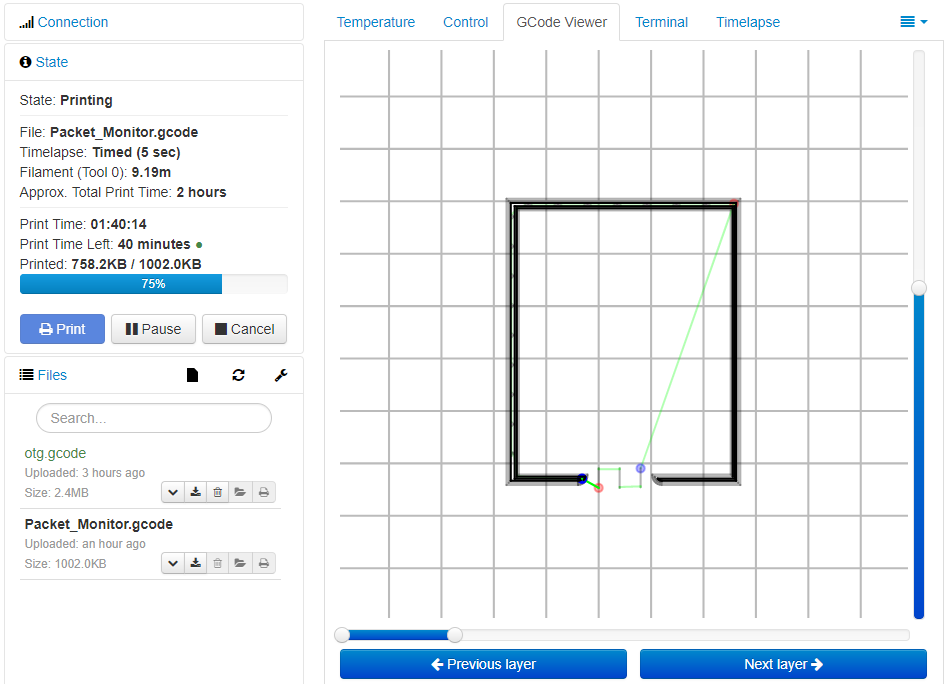 Connection
State
State: Printing
File: Packet_Monitor.gcode
Timelapse: Timed (5 sec)
Filament (Tool 0): 9.19m
Approx. Total Print Time: 2 hours
Print Time: 01:40:14
Print Time Left: 40 minutes
Printed: 758.2KB / 1002.0KB
75%
Print Pause Cancel
Files
Search...
otg.gcode
Uploaded: 3 hours ago
Size: 2.4MB
Packet_Monitor.gcode
Uploaded: an hour ago
Size: 1002.0KB
Temperature Control GCode Viewer Terminal Timelapse
Previous layer Next layer